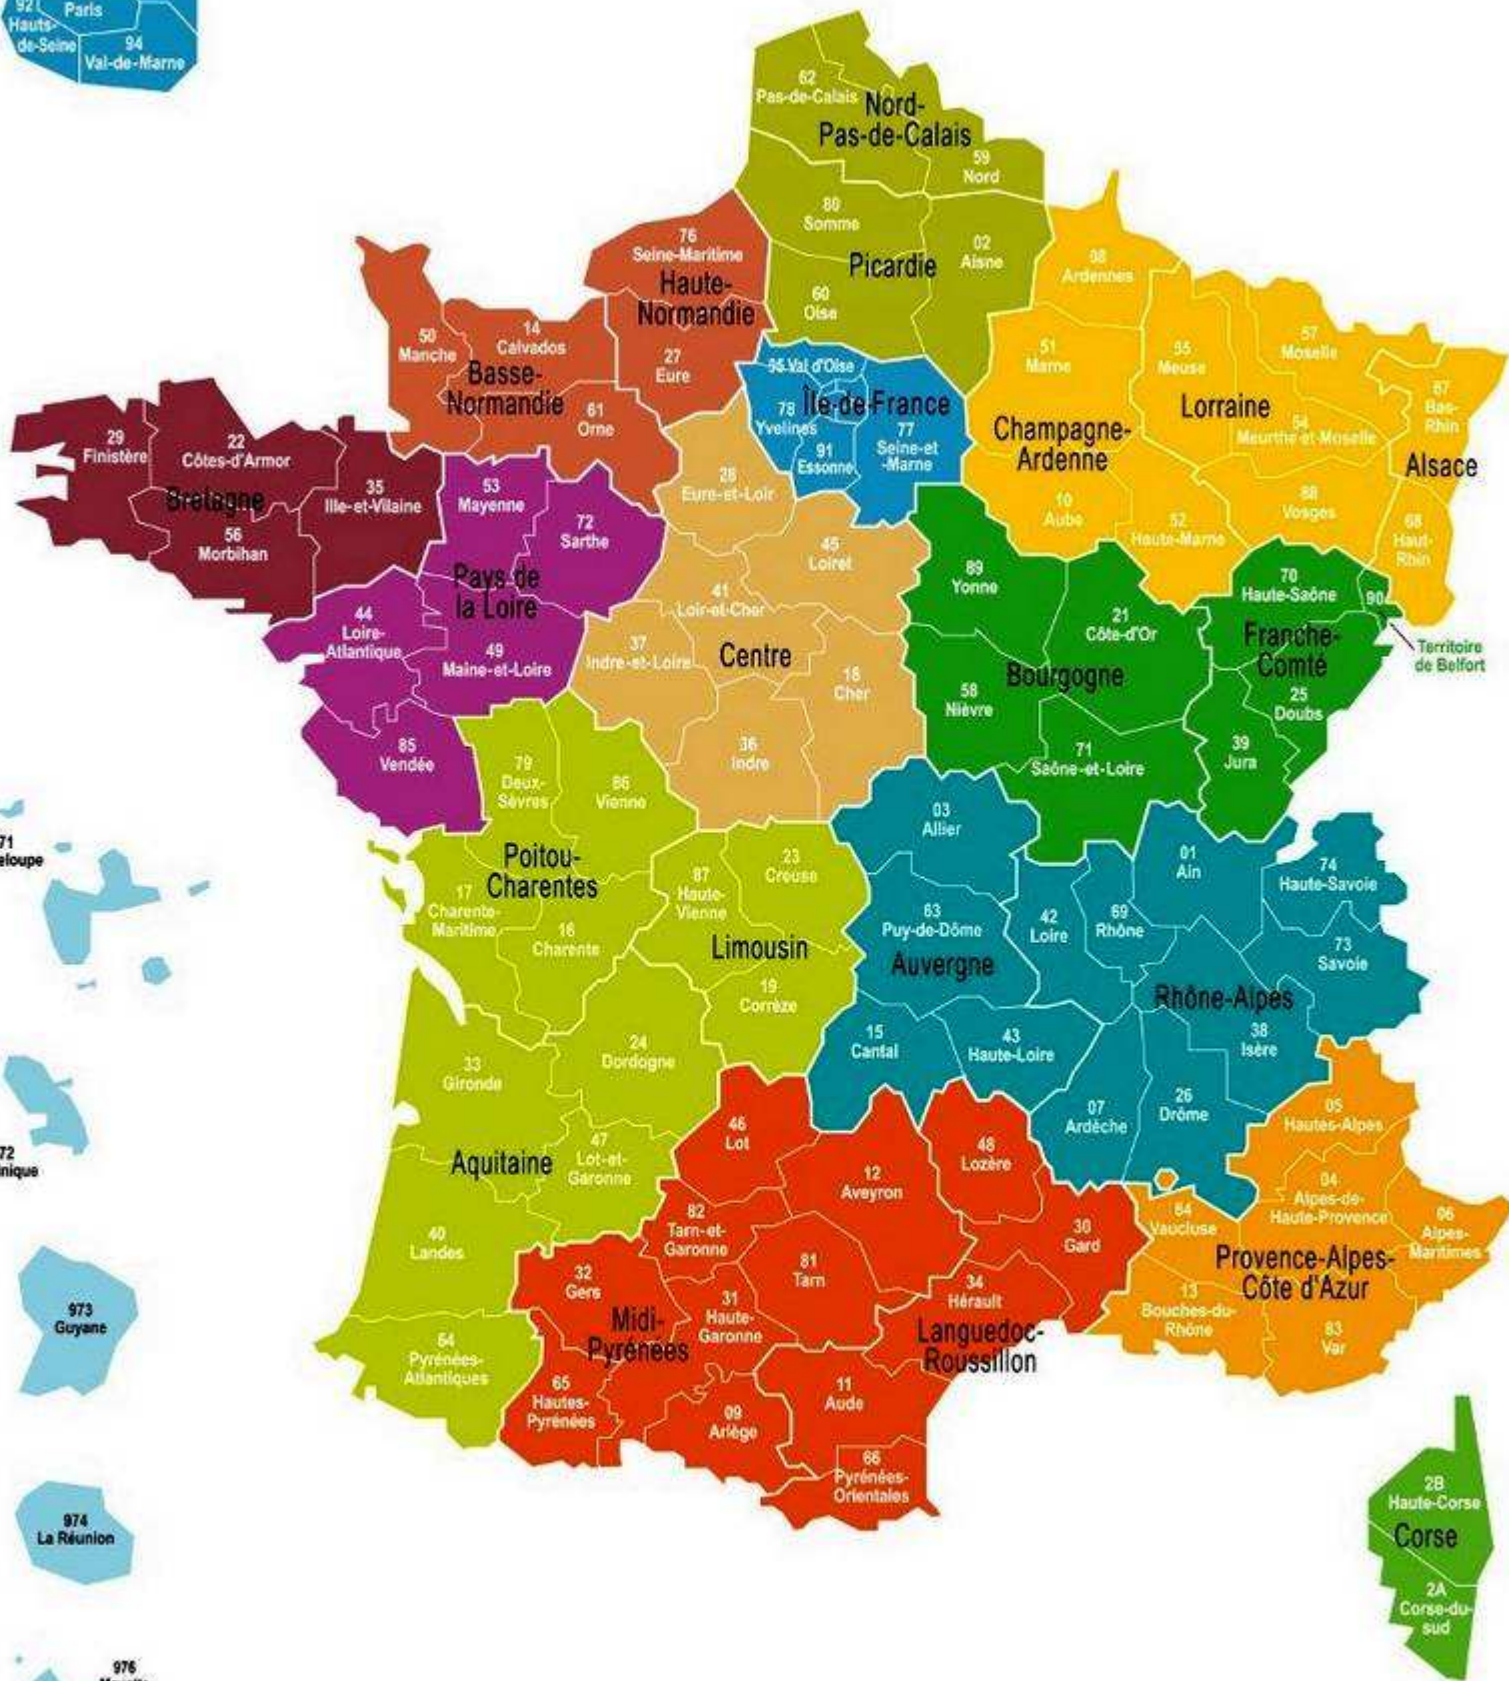 92
Paris
Hauts-
de-Seine
94
Val-de-Marne
62
Pas-de-Calais
Nord-
Pas-de-Calais
59
Nord
80
Somme
02
Aisne
Picardie
60
Oise
76
Seine-Maritime
Haute-
Normandie
27
Eure
50
Manche
14
Calvados
Basse-
Normandie
61
Orne
08
Ardennes
51
Marne
Champagne-
Ardenne
10
Aube
52
Haute-Marne
55
Meuse
57
Moselle
Lorraine
54
Meurthe et-Moselle
88
Vosges
67
Bas-
Rhin
Alsace
68
Haut-
Rhin
95 Val d'Oise
Île-de-France
78
Yvelines
91
Essonne
77
Seine-et
-Marne
29
Finistère
22
Côtes-d'Armor
Bretagne
35
Ille-et-Vilaine
56
Morbihan
53
Mayenne
72
Sarthe
Pays de
la Loire
44
Loire-
Atlantique
49
Maine-et-Loire
85
Vendée
28
Eure-et-Loir
45
Loiret
41
Loir-et-Cher
37
Indre-et-Loire
Centre
18
Cher
36
Indre
89
Yonne
21
Côte-d'Or
Bourgogne
58
Nièvre
71
Saône-et-Loire
70
Haute-Saône
90
Territoire
de Belfort
Franche-
Comté
25
Doubs
39
Jura
79
Deux-
Sèvres
86
Vienne
Poitou-
Charentes
17
Charente-
Maritime
16
Charente
87
Haute-
Vienne
23
Creuse
Limousin
19
Corrèze
03
Allier
63
Puy-de-Dôme
Auvergne
15
Cantal
43
Haute-Loire
42
Loire
69
Rhône
01
Ain
74
Haute-Savoie
73
Savoie
Rhône-Alpes
38
Isère
07
Ardèche
26
Drôme
24
Dordogne
33
Gironde
47
Lot-et-
Garonne
Aquitaine
40
Landes
64
Pyrénées-
Atlantiques
46
Lot
12
Aveyron
82
Tarn-et-
Garonne
81
Tarn
32
Gers
31
Haute-
Garonne
Midi-
Pyrénées
65
Hautes-
Pyrénées
09
Ariège
48
Lozère
30
Gard
34
Hérault
Languedoc-
Roussillon
11
Aude
66
Pyrénées-
Orientales
05
Hautes-Alpes
04
Alpes-de-
Haute-Provence
06
Alpes-
Maritimes
84
Vaucluse
Provence-Alpes-
Côte d'Azur
13
Bouches-du-
Rhône
83
Var
2B
Haute-Corse
Corse
2A
Corse-du-
sud
71
eloupe
72
nique
973
Guyane
974
La Réunion
976